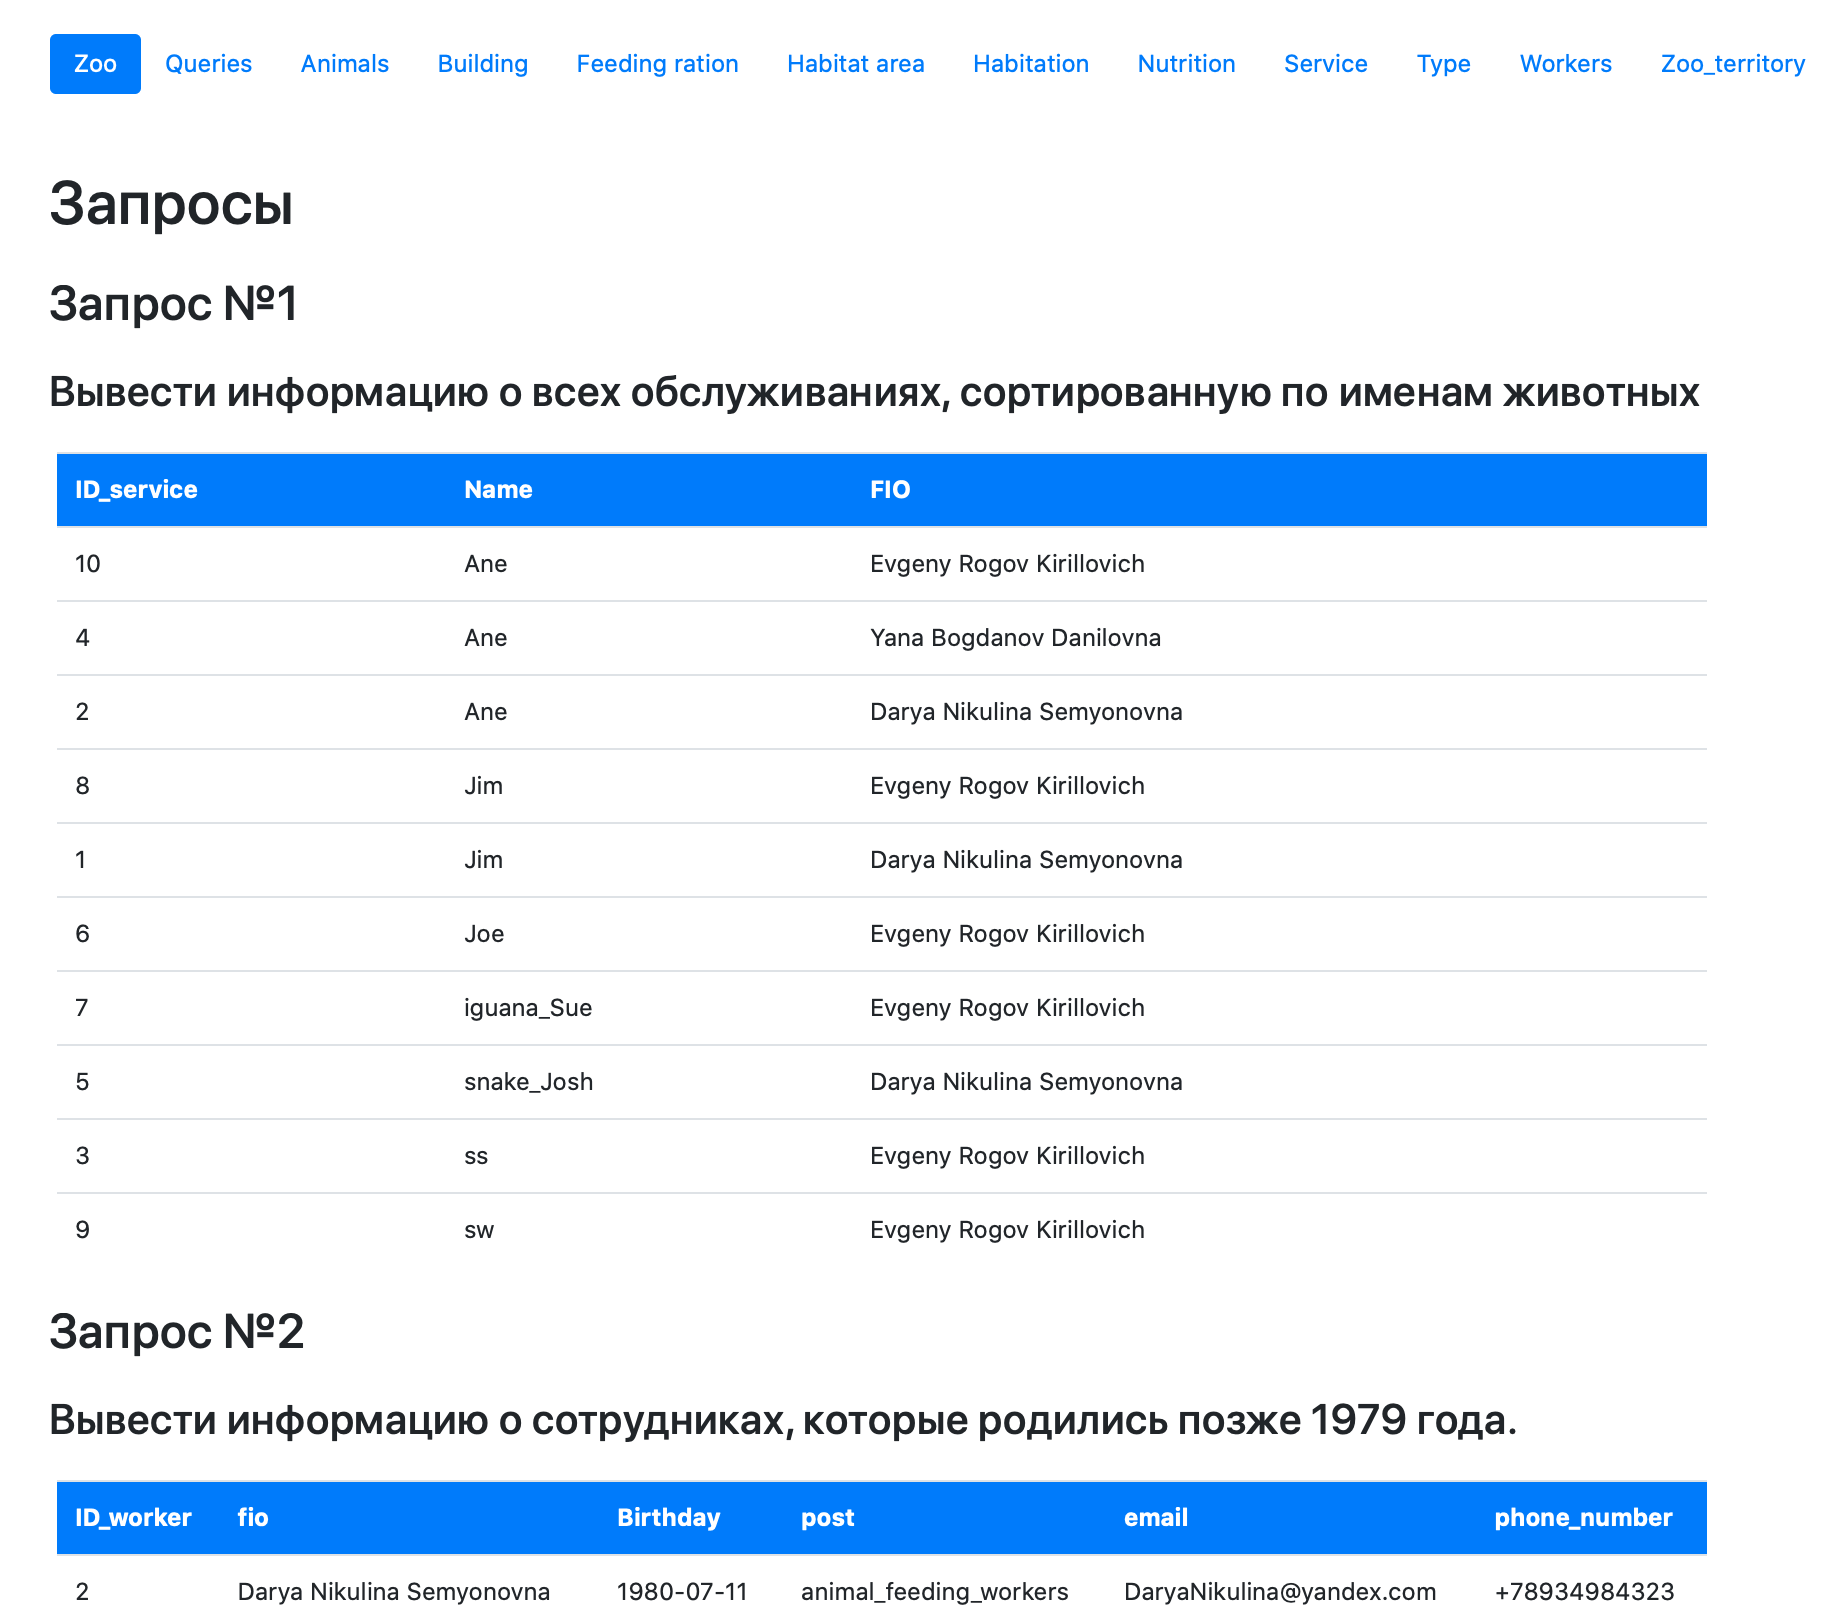 Zoo Queries Animals Building Feeding ration Habitat area Habitation Nutrition Service Type Workers Zoo_territory
Запросы
Запрос №1
Вывести информацию о всех обслуживаниях, сортированную по именам животных
ID_service Name FIO
10 Ane Evgeny Rogov Kirillovich
4 Ane Yana Bogdanov Danilovna
2 Ane Darya Nikulina Semyonovna
8 Jim Evgeny Rogov Kirillovich
1 Jim Darya Nikulina Semyonovna
6 Joe Evgeny Rogov Kirillovich
7 iguana_Sue Evgeny Rogov Kirillovich
5 snake_Josh Darya Nikulina Semyonovna
3 ss Evgeny Rogov Kirillovich
9 sw Evgeny Rogov Kirillovich
Запрос №2
Вывести информацию о сотрудниках, которые родились позже 1979 года.
ID_worker fio Birthday post email phone_number
2 Darya Nikulina Semyonovna 1980-07-11 animal_feeding_workers DaryaNikulina@yandex.com +78934984323